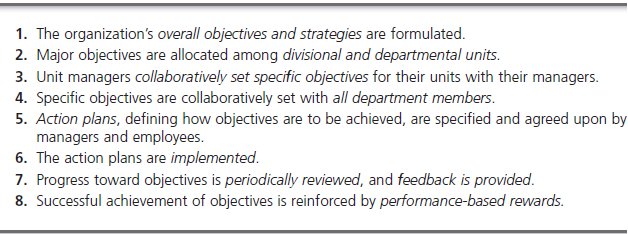 1. The organization's overall objectives and strategies are formulated.
2. Major objectives are allocated among divisional and departmental units.
3. Unit managers collaboratively set specific objectives for their units with their managers.
4. Specific objectives are collaboratively set with all department members.
5. Action plans, defining how objectives are to be achieved, are specified and agreed upon by
managers and employees.
6. The action plans are implemented.
7. Progress toward objectives is periodically reviewed, and feedback is provided.
8. Successful achievement of objectives is reinforced by performance-based rewards.